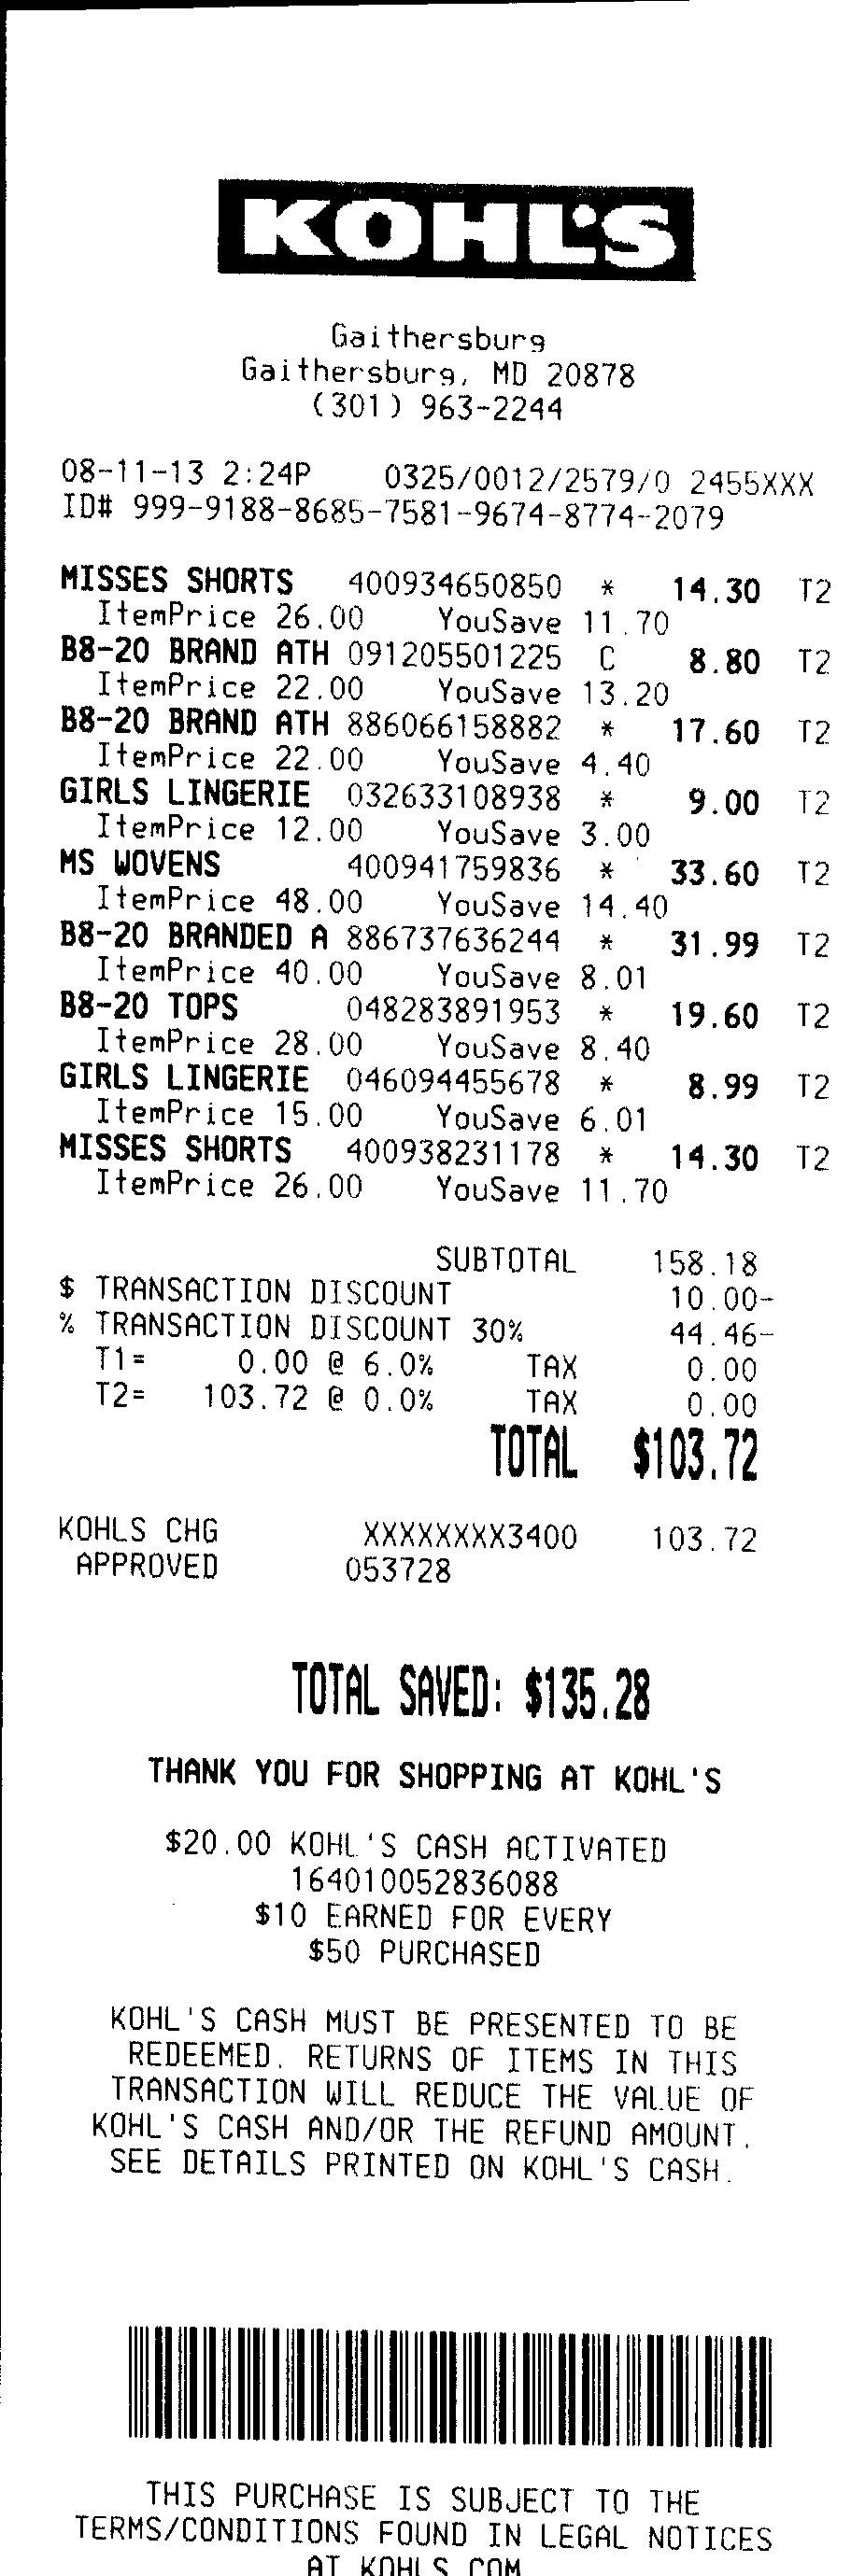 KOHL'S
Gaithersburg
Gaithersburg, MD 20878
(301) 963-2244
08-11-13 2:24P 0325/0012/2579/0 2455XXX
ID# 999-9188-8685-7581-9674-8774-2079
MISSES SHORTS 400934650850 * 14.30 T2
ItemPrice 26.00 YouSave 11.70
B8-20 BRAND ATH 091205501225 C 8.80 T2
ItemPrice 22.00 YouSave 13.20
B8-20 BRAND ATH 886066158882 * 17.60 T2
ItemPrice 22.00 YouSave 4.40
GIRLS LINGERIE 032633108938 * 9.00 T2
ItemPrice 12.00 YouSave 3.00
MS WOVENS 400941759836 * 33.60 T2
ItemPrice 48.00 YouSave 14.40
B8-20 BRANDED A 886737636244 * 31.99 T2
ItemPrice 40.00 YouSave 8.01
B8-20 TOPS 048283891953 * 19.60 T2
ItemPrice 28.00 YouSave 8.40
GIRLS LINGERIE 046094455678 * 8.99 T2
ItemPrice 15.00 YouSave 6.01
MISSES SHORTS 400938231178 * 14.30 T2
ItemPrice 26.00 YouSave 11.70
SUBTOTAL 158.18
$ TRANSACTION DISCOUNT 10.00-
% TRANSACTION DISCOUNT 30% 44.46-
T1= 0.00 @ 6.0% TAX 0.00
T2= 103.72 @ 0.0% TAX 0.00
TOTAL $103.72
KOHLS CHG XXXXXXXX3400 103.72
APPROVED 053728
TOTAL SAVED: $135.28
THANK YOU FOR SHOPPING AT KOHL'S
$20.00 KOHL'S CASH ACTIVATED
164010052836088
$10 EARNED FOR EVERY
$50 PURCHASED
KOHL'S CASH MUST BE PRESENTED TO BE
REDEEMED. RETURNS OF ITEMS IN THIS
TRANSACTION WILL REDUCE THE VALUE OF
KOHL'S CASH AND/OR THE REFUND AMOUNT.
SEE DETAILS PRINTED ON KOHL'S CASH.
THIS PURCHASE IS SUBJECT TO THE
TERMS/CONDITIONS FOUND IN LEGAL NOTICES
AT KOHLS.COM